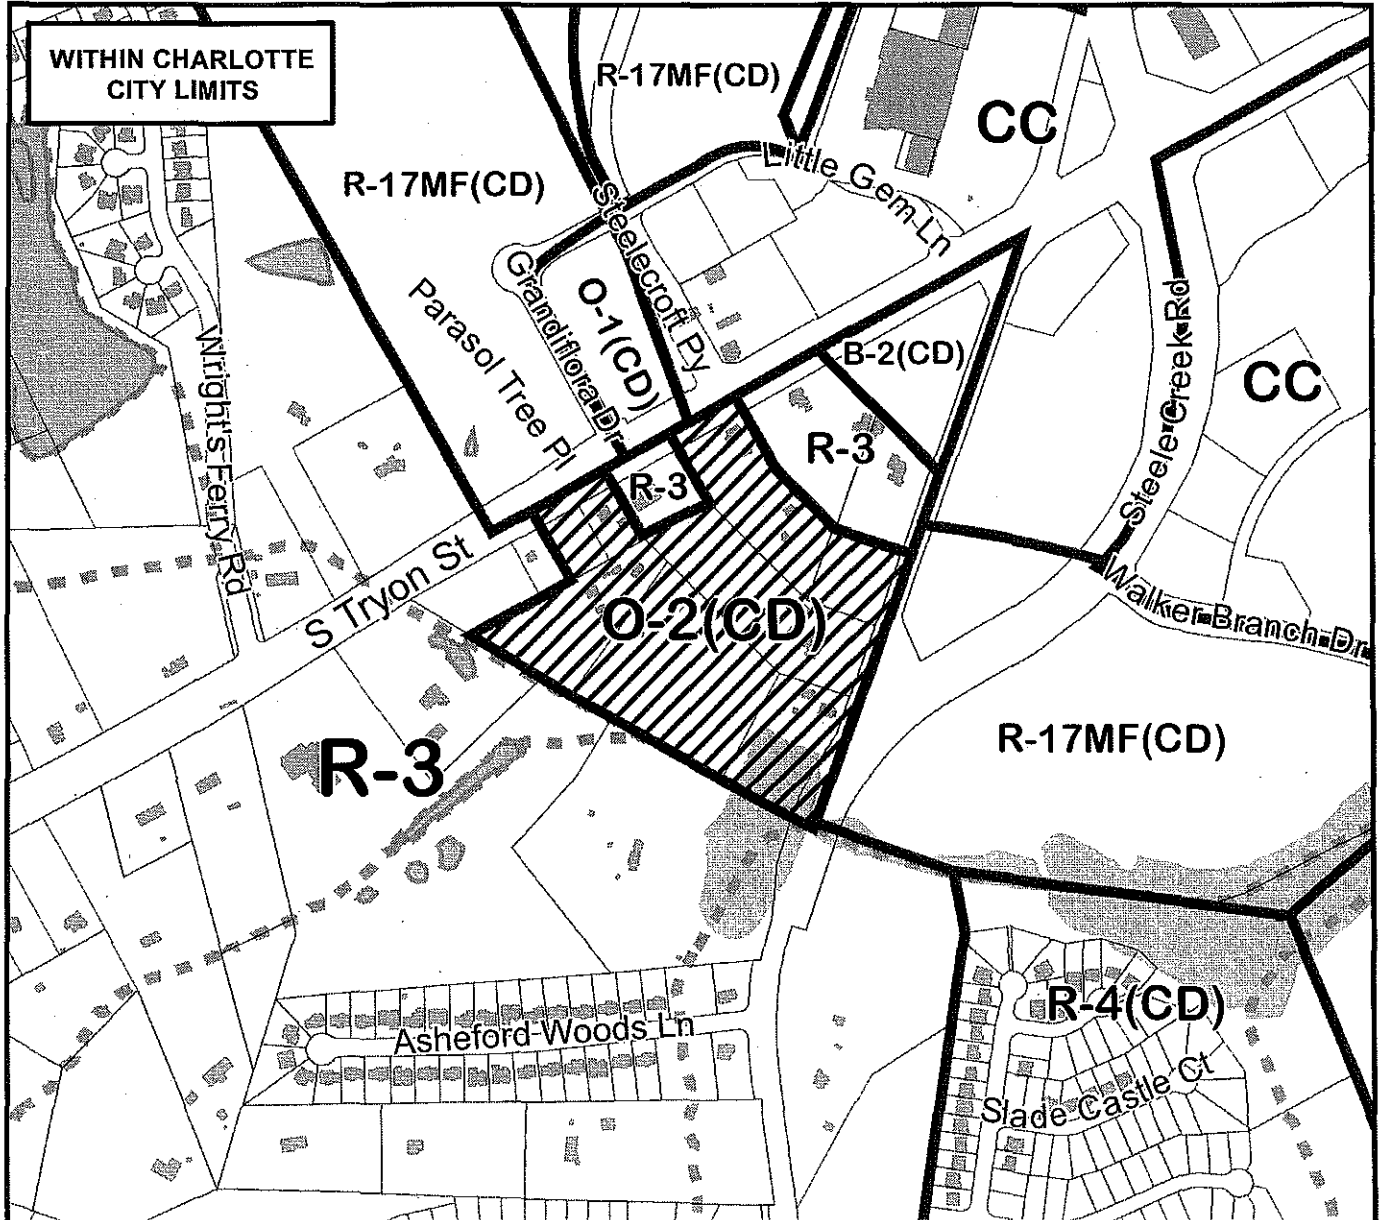 WITHIN CHARLOTTE
CITY LIMITS
R-17MF(CD)
CC
Little Gem Ln
R-17MF(CD)
Steelecroft Py
Grandiflora Dr
O-1(CD)
Parasol Tree Pl
B-2(CD)
Steele Creek Rd
CC
Wright's Ferry Rd
R-3
R-3
S Tryon St
O-2(CD)
Walker Branch Dr
R-3
R-17MF(CD)
R-4(CD)
Asheford Woods Ln
Slade Castle Ct